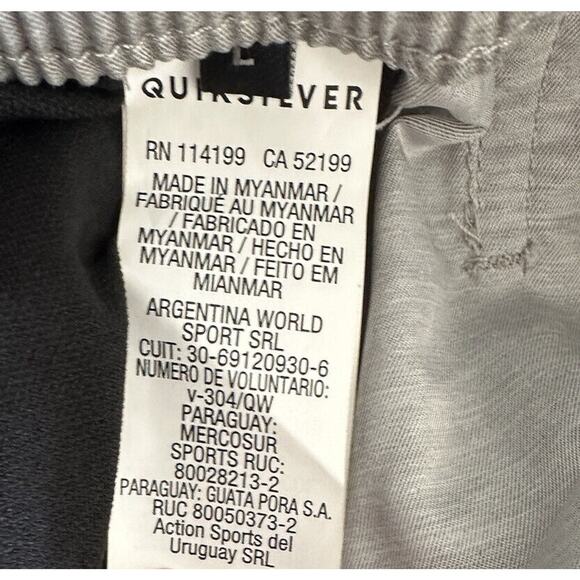 L
QUIKSILVER
RN 114199 CA 52199
MADE IN MYANMAR /
FABRIQUÉ AU MYANMAR
/ FABRICADO EN
MYANMAR / HECHO EN
MYANMAR / FEITO EM
MIANMAR
ARGENTINA WORLD
SPORT SRL
CUIT: 30-69120930-6
NUMERO DE VOLUNTARIO:
V-304/QW
PARAGUAY:
MERCOSUR
SPORTS RUC:
80028213-2
PARAGUAY: GUATA PORA S.A.
RUC 80050373-2
Action Sports del
Uruguay SRL